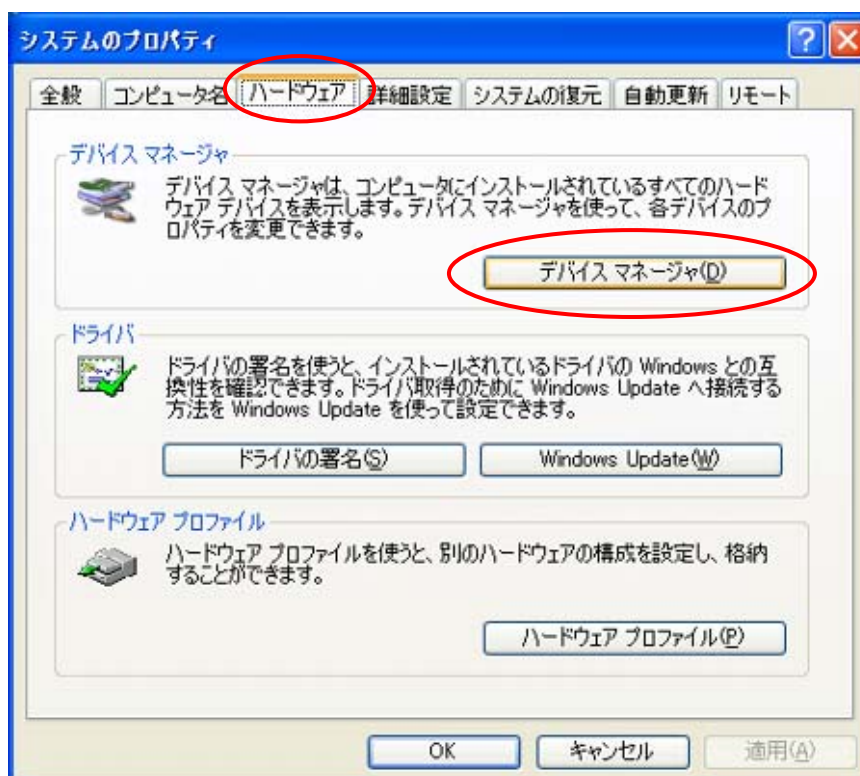 システムのプロパティ
全般 コンピュータ名 ハードウェア 詳細設定 システムの復元 自動更新 リモート
デバイス マネージャ
デバイス マネージャは、コンピュータにインストールされているすべてのハード
ウェア デバイスを表示します。デバイス マネージャを使って、各デバイスのプ
ロパティを変更できます。
デバイス マネージャ(D)
ドライバ
ドライバの署名を使うと、インストールされているドライバの Windows との互
換性を確認できます。ドライバ取得のために Windows Update へ接続する
方法を Windows Update を使って設定できます。
ドライバの署名(S) Windows Update(W)
ハードウェア プロファイル
ハードウェア プロファイルを使うと、別のハードウェアの構成を設定し、格納
することができます。
ハードウェア プロファイル(P)
OK キャンセル 適用(A)